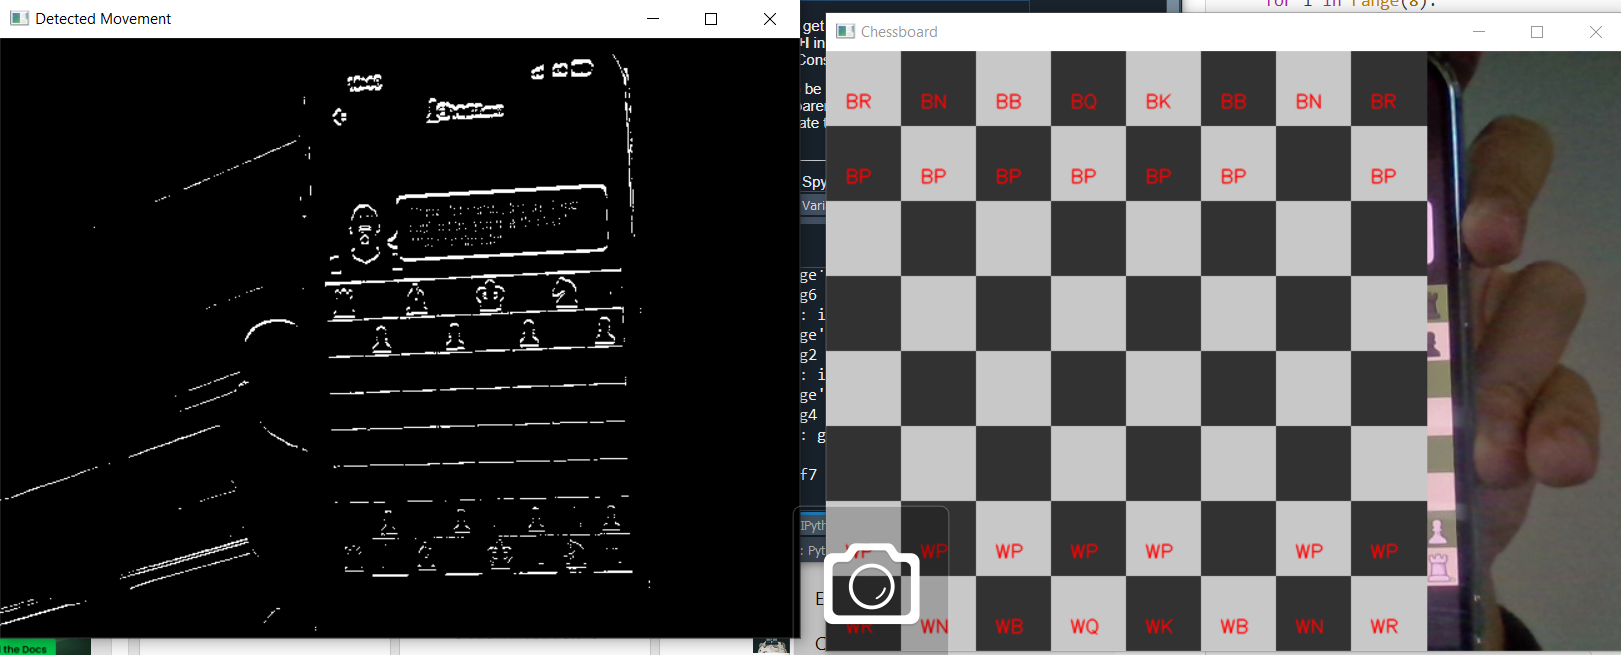 Detected Movement
get
for i in range(8):
H in
Chessboard
Cons
be
ate t
Spy
Vari
BR BN BB BQ BK BB BN BR
BP BP BP BP BP BP BP
ge'
g6
: i
ge'
g2
: i
ge'
g4
: g
f7
IPyth
: Pyt
WP WP WP WP WP WP WP
WR WN WB WQ WK WB WN WR
the Docs